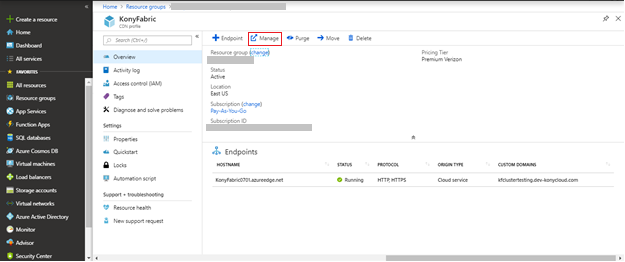 Home > Resource groups >
KonyFabric
CDN profile
Create a resource
Home
Dashboard
All services
FAVORITES
All resources
Resource groups
App Services
Function Apps
SQL databases
Azure Cosmos DB
Virtual machines
Load balancers
Storage accounts
Virtual networks
Azure Active Directory
Monitor
Advisor
Security Center
Search (Ctrl+/)
Overview
Activity log
Access control (IAM)
Tags
Diagnose and solve problems
Settings
Properties
Quickstart
Locks
Automation script
Support + troubleshooting
Resource health
New support request
Endpoint Manage Purge Move Delete
Resource group (change)
Status
Active
Location
East US
Subscription (change)
Pay-As-You-Go
Subscription ID
Pricing Tier
Premium Verizon
Endpoints
HOSTNAME STATUS PROTOCOL ORIGIN TYPE CUSTOM DOMAINS
KonyFabric0701.azureedge.net Running HTTP, HTTPS Cloud service kfclustertesting.dev-konycloud.com